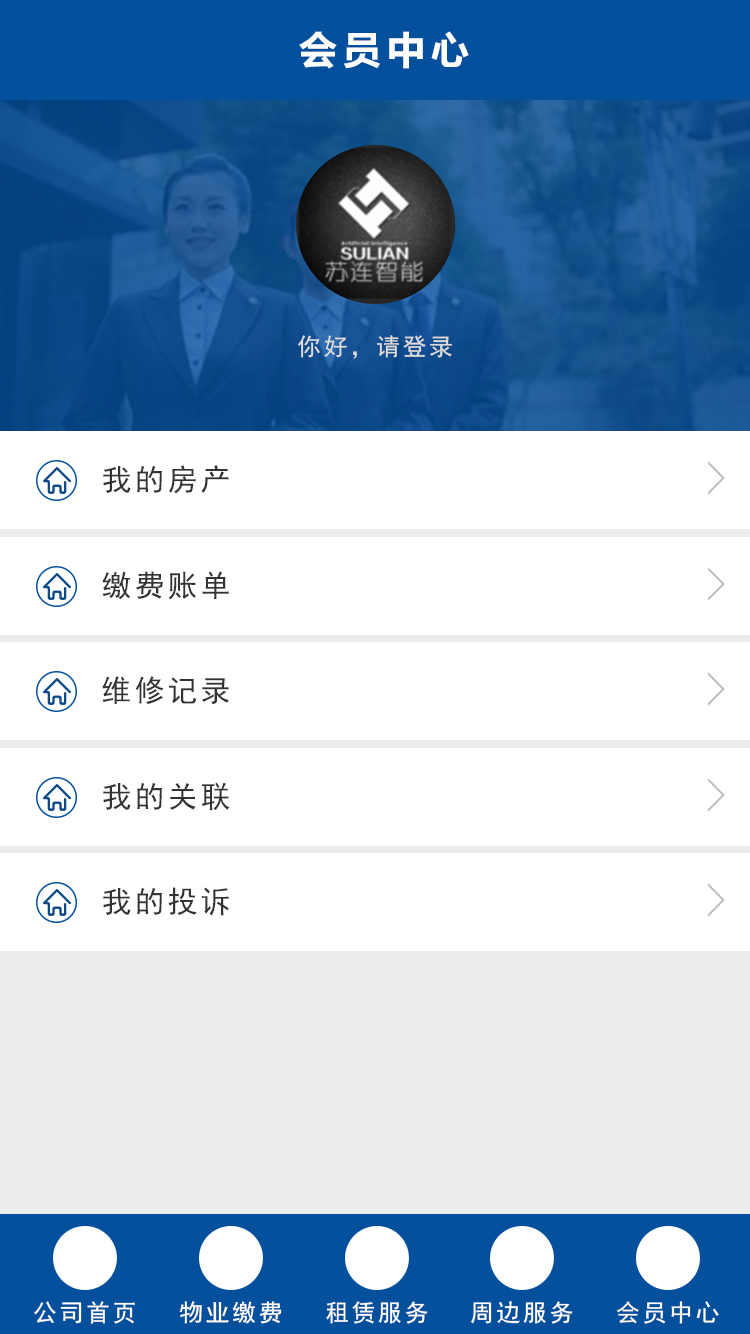 会员中心
Artificial Intelligence
SULIAN
苏连智能
你好，请登录
我的房产
缴费账单
维修记录
我的关联
我的投诉
公司首页
物业缴费
租赁服务
周边服务
会员中心